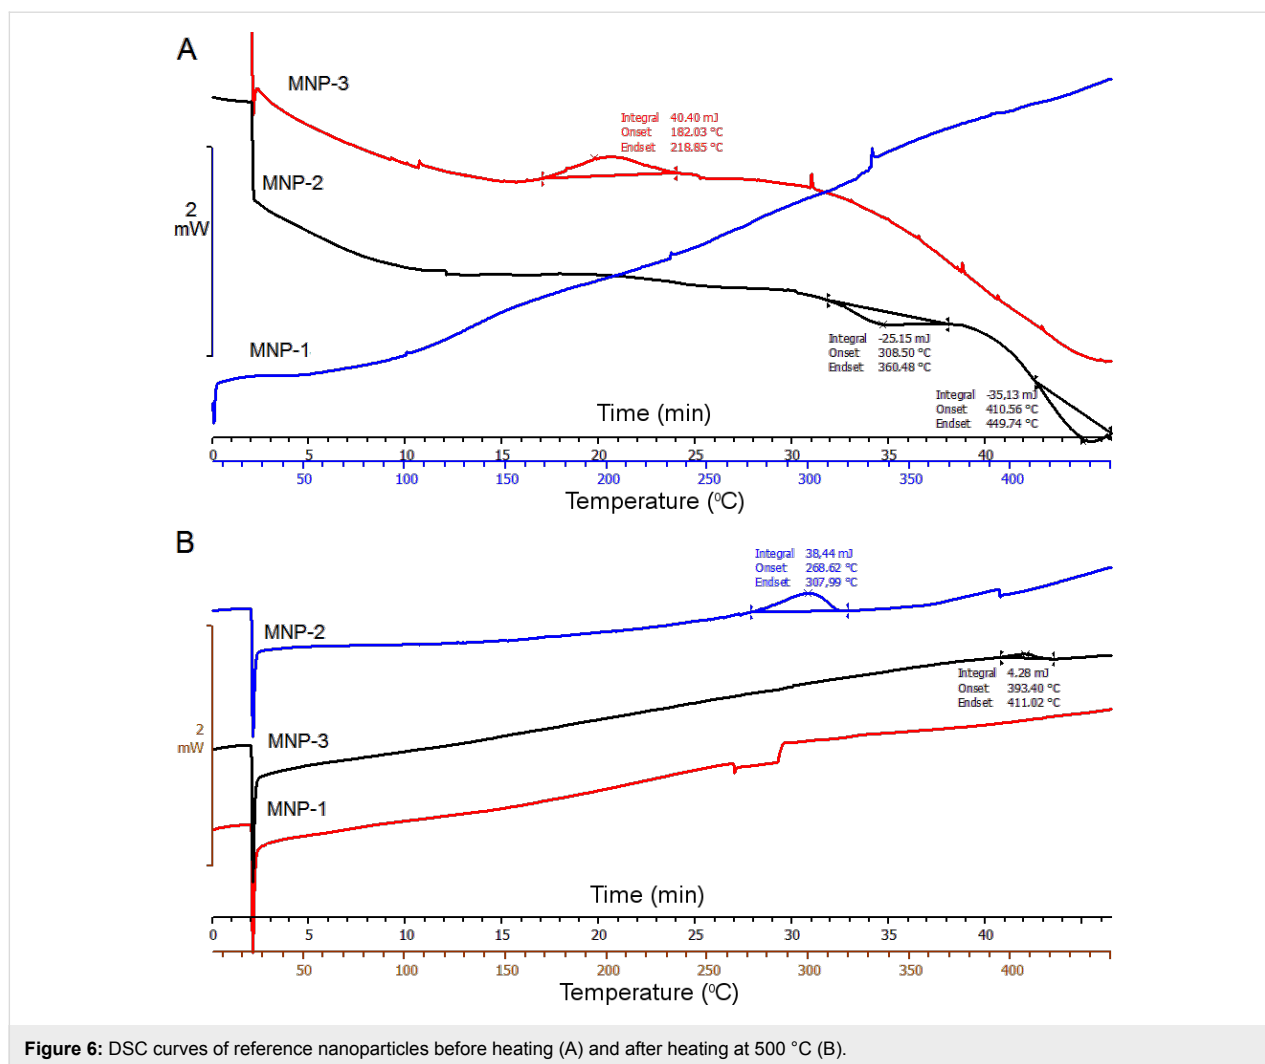 A
MNP-3
Integral 40.40 mJ
Onset 182.03 °C
Endset 218.85 °C
MNP-2
2
mW
MNP-1
Integral -25.15 mJ
Onset 308.50 °C
Endset 360.48 °C
Integral -35,13 mJ
Onset 410.56 °C
Endset 449.74 °C
Time (min)
0 5 10 15 20 25 30 35 40
50 100 150 200 250 300 350 400
Temperature (⁰C)
B
Integral 38,44 mJ
Onset 268.62 °C
Endset 307,99 °C
MNP-2
Integral 4.28 mJ
Onset 393.40 °C
Endset 411.02 °C
2
mW
MNP-3
MNP-1
Time (min)
0 5 10 15 20 25 30 35 40
50 100 150 200 250 300 350 400
Temperature (⁰C)
Figure 6: DSC curves of reference nanoparticles before heating (A) and after heating at 500 °C (B).